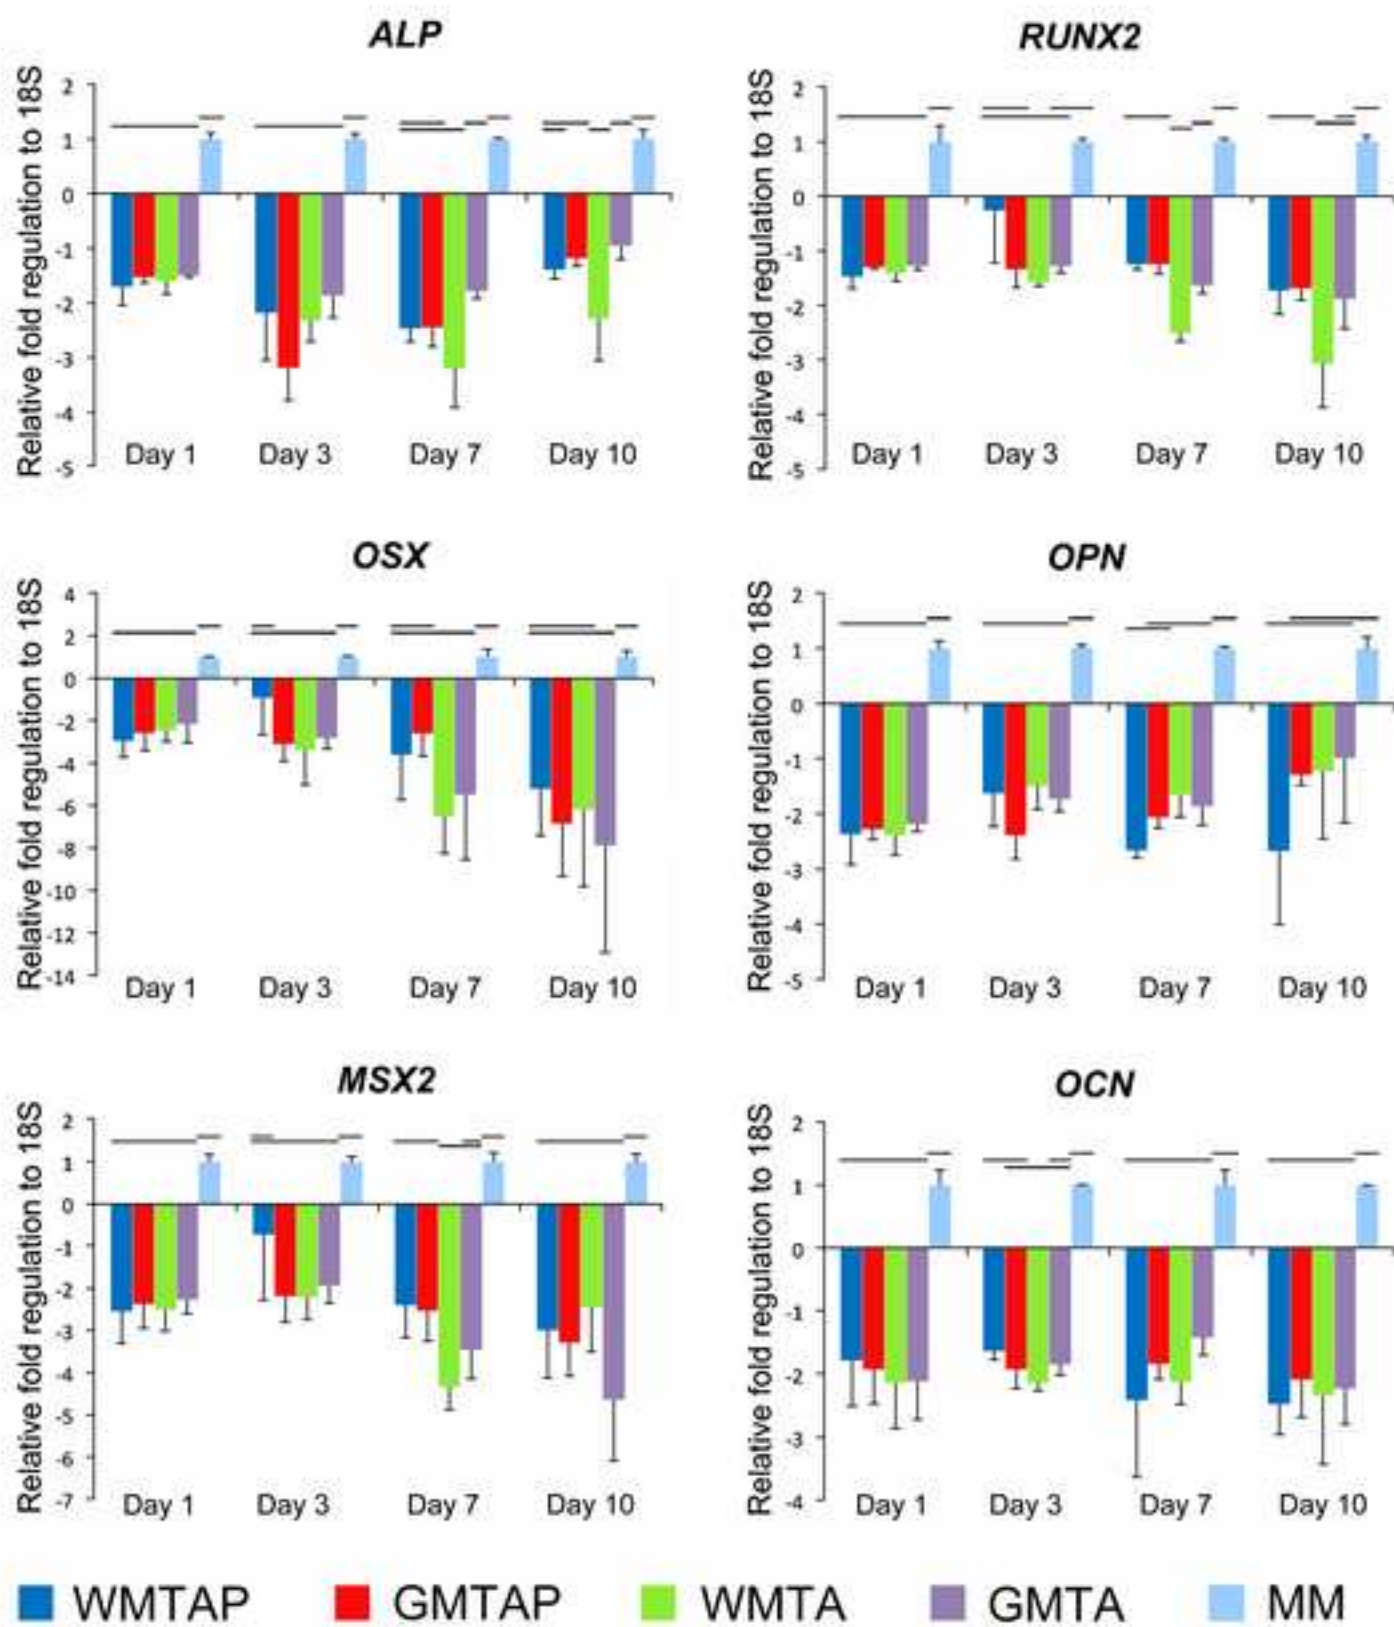 ALP
Relative fold regulation to 18S
2
1
0
-1
-2
-3
-4
-5
Day 1 Day 3 Day 7 Day 10
RUNX2
Relative fold regulation to 18S
2
1
0
-1
-2
-3
-4
-5
Day 1 Day 3 Day 7 Day 10
OSX
Relative fold regulation to 18S
4
2
0
-2
-4
-6
-8
-10
-12
-14
Day 1 Day 3 Day 7 Day 10
OPN
Relative fold regulation to 18S
2
1
0
-1
-2
-3
-4
-5
Day 1 Day 3 Day 7 Day 10
MSX2
Relative fold regulation to 18S
2
1
0
-1
-2
-3
-4
-5
-6
-7
Day 1 Day 3 Day 7 Day 10
OCN
Relative fold regulation to 18S
2
1
0
-1
-2
-3
-4
Day 1 Day 3 Day 7 Day 10
WMTAP GMTAP WMTA GMTA MM